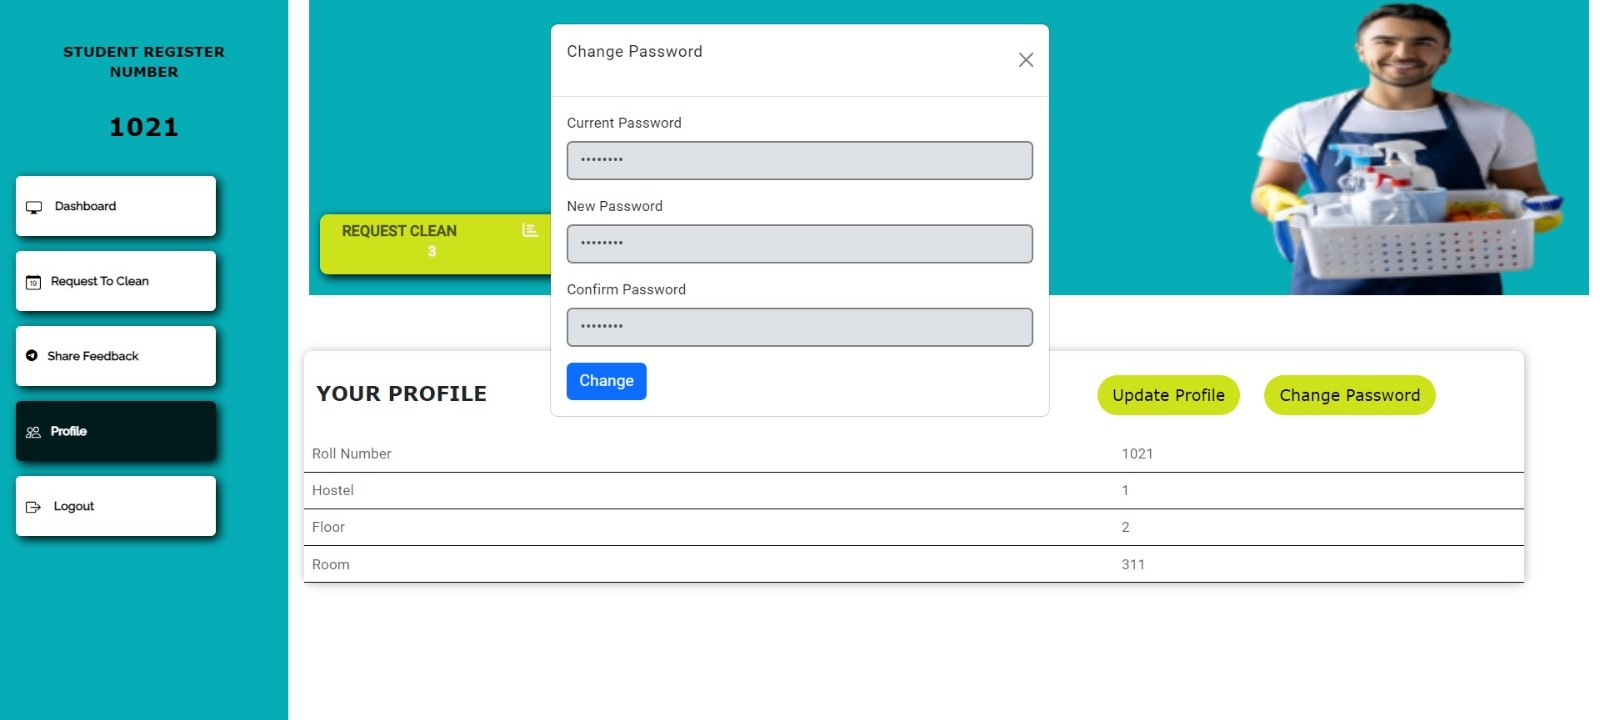 STUDENT REGISTER
NUMBER
1021
Dashboard
Request To Clean
Share Feedback
Profile
Logout
REQUEST CLEAN
3
Change Password
Current Password
••••••••
New Password
••••••••
Confirm Password
••••••••
Change
YOUR PROFILE
Update Profile
Change Password
Roll Number 1021
Hostel 1
Floor 2
Room 311